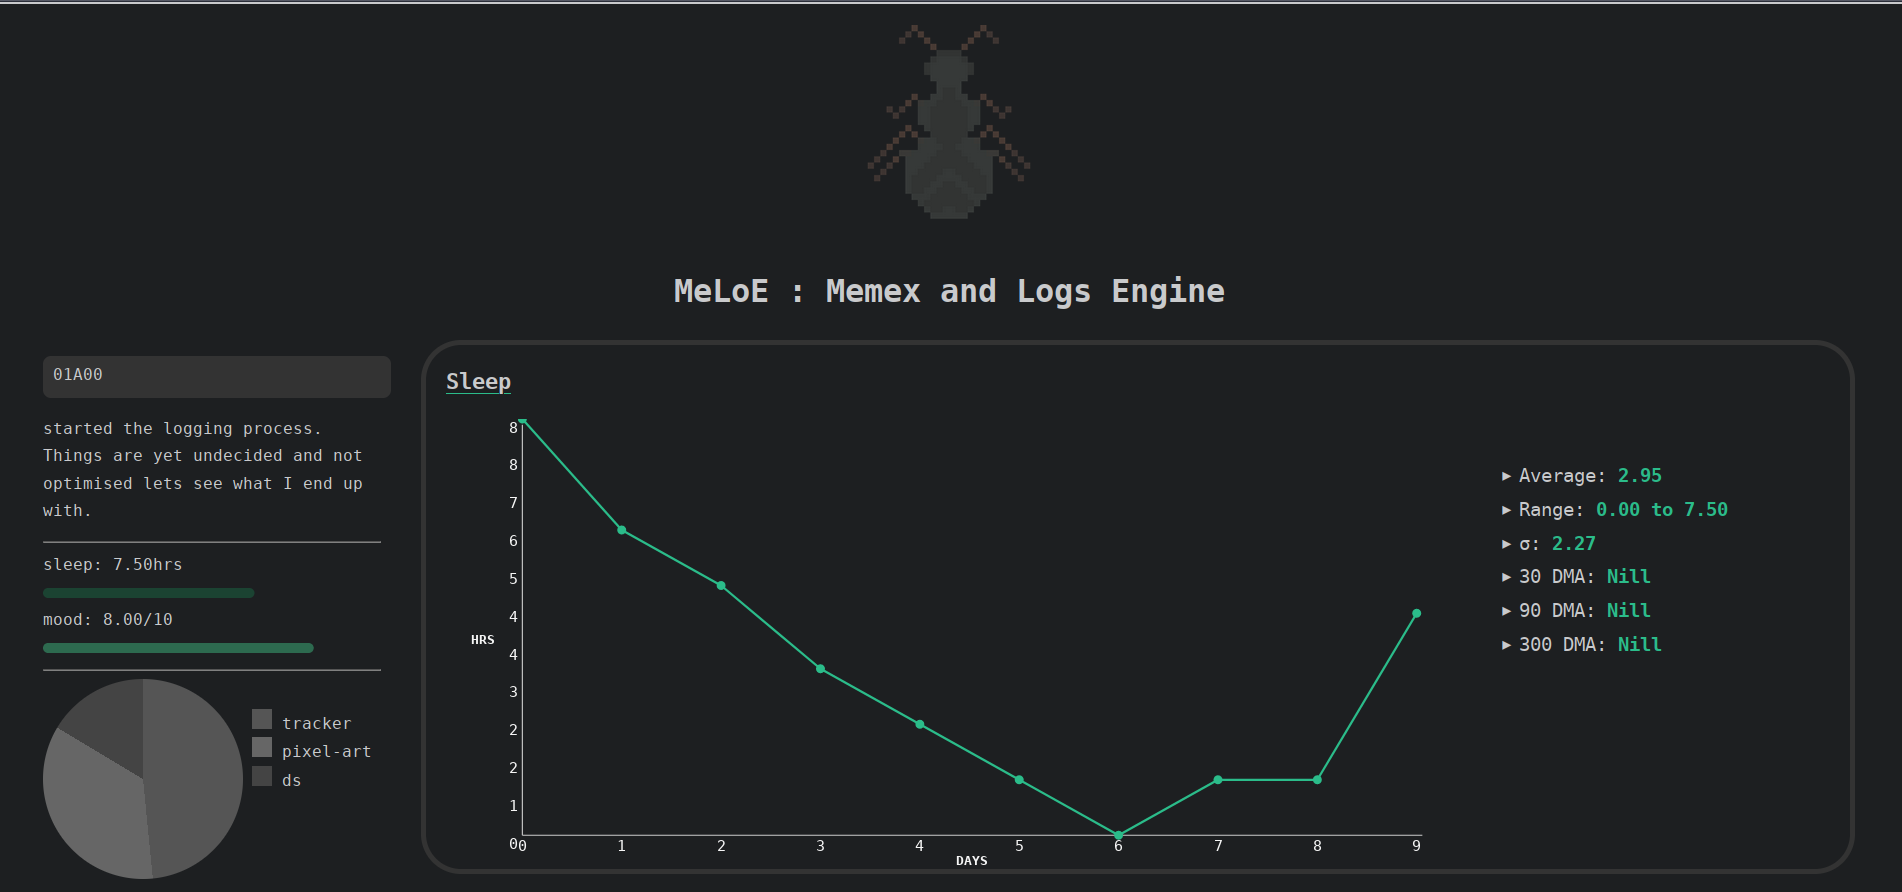 MeLoE : Memex and Logs Engine
01A00
started the logging process.
Things are yet undecided and not
optimised lets see what I end up
with.
sleep: 7.50hrs
mood: 8.00/10
tracker
pixel-art
ds
Sleep
8
8
7
6
5
4
HRS
4
3
2
2
1
0
0 1 2 3 4 5 6 7 8 9
DAYS
▶ Average: 2.95
▶ Range: 0.00 to 7.50
▶ σ: 2.27
▶ 30 DMA: Nill
▶ 90 DMA: Nill
▶ 300 DMA: Nill